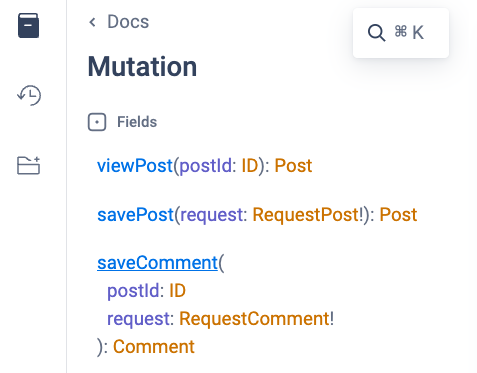 Docs
⌘ K
Mutation
Fields
viewPost(postId: ID): Post
savePost(request: RequestPost!): Post
saveComment(
postId: ID
request: RequestComment!
): Comment